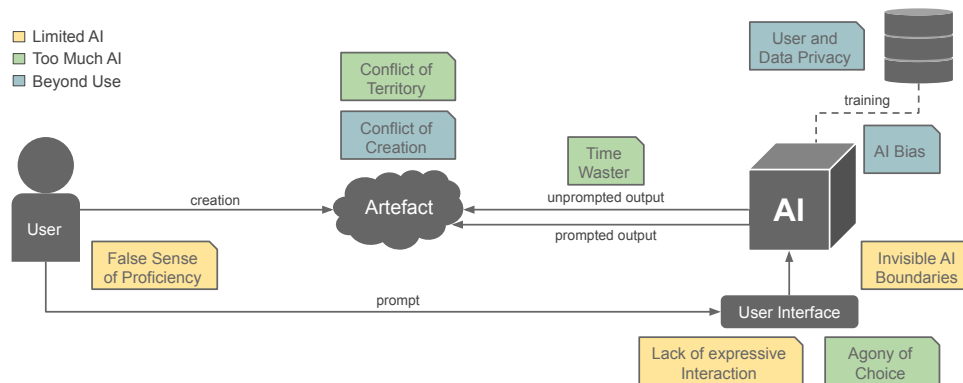 Limited AI
Too Much AI
Beyond Use
Conflict of
Territory
Conflict of
Creation
User and
Data Privacy
training
Time
Waster
AI Bias
creation
Artefact
unprompted output
prompted output
AI
User
False Sense
of Proficiency
Invisible AI
Boundaries
prompt
User Interface
Lack of expressive
Interaction
Agony of
Choice